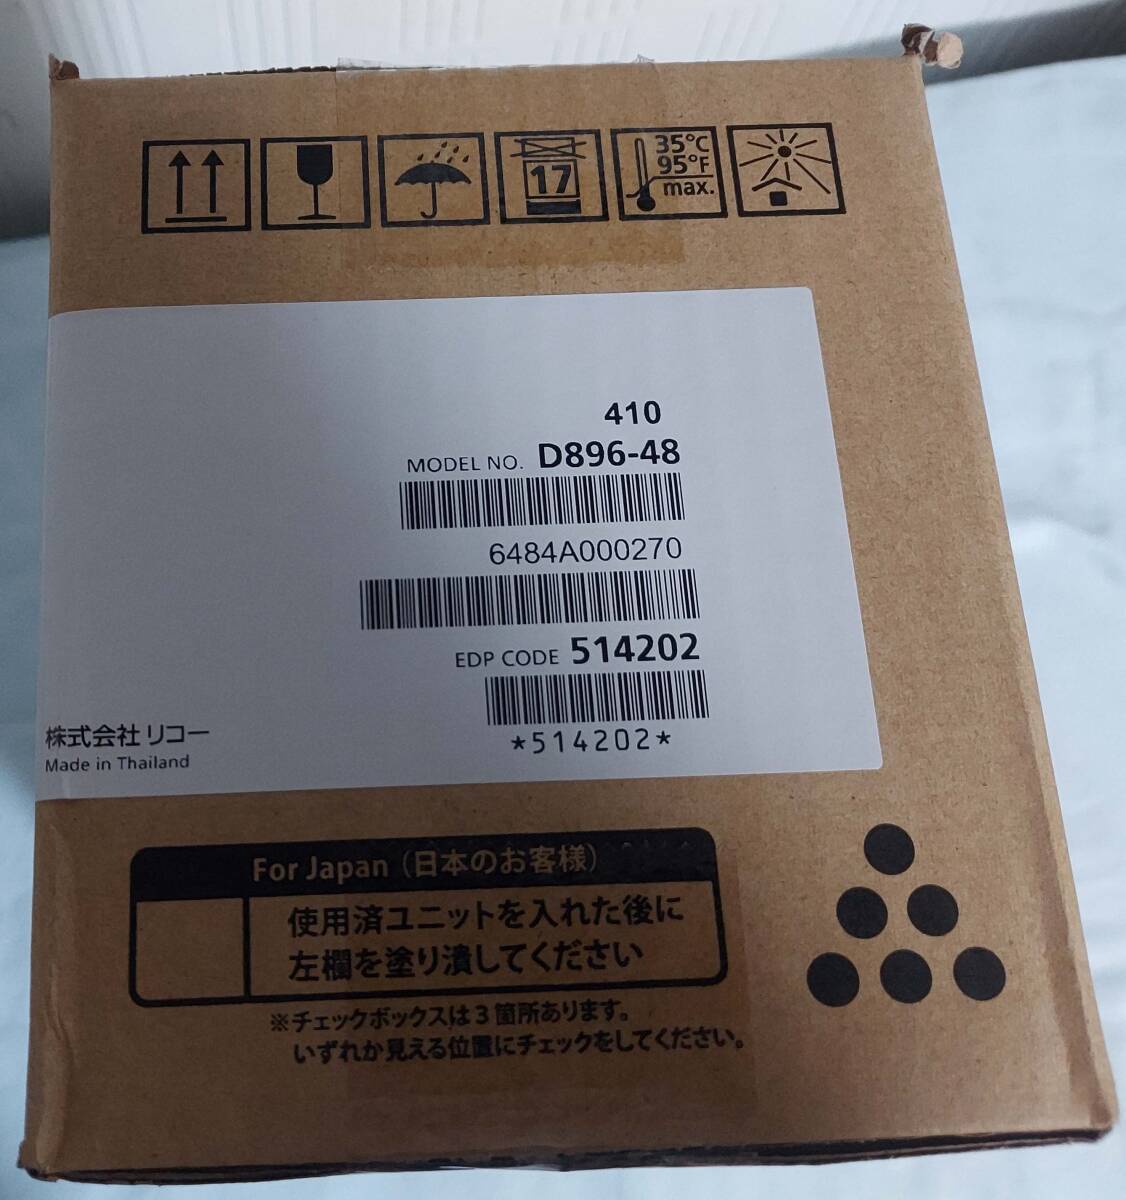 17
35°C
95°F
max.
410
MODEL NO. D896-48
6484A000270
EDP CODE 514202
*514202*
株式会社 リコー
Made in Thailand
For Japan（日本のお客様）
使用済ユニットを入れた後に
左欄を塗り潰してください
※チェックボックスは3箇所あります。
いずれか見える位置にチェックをしてください。